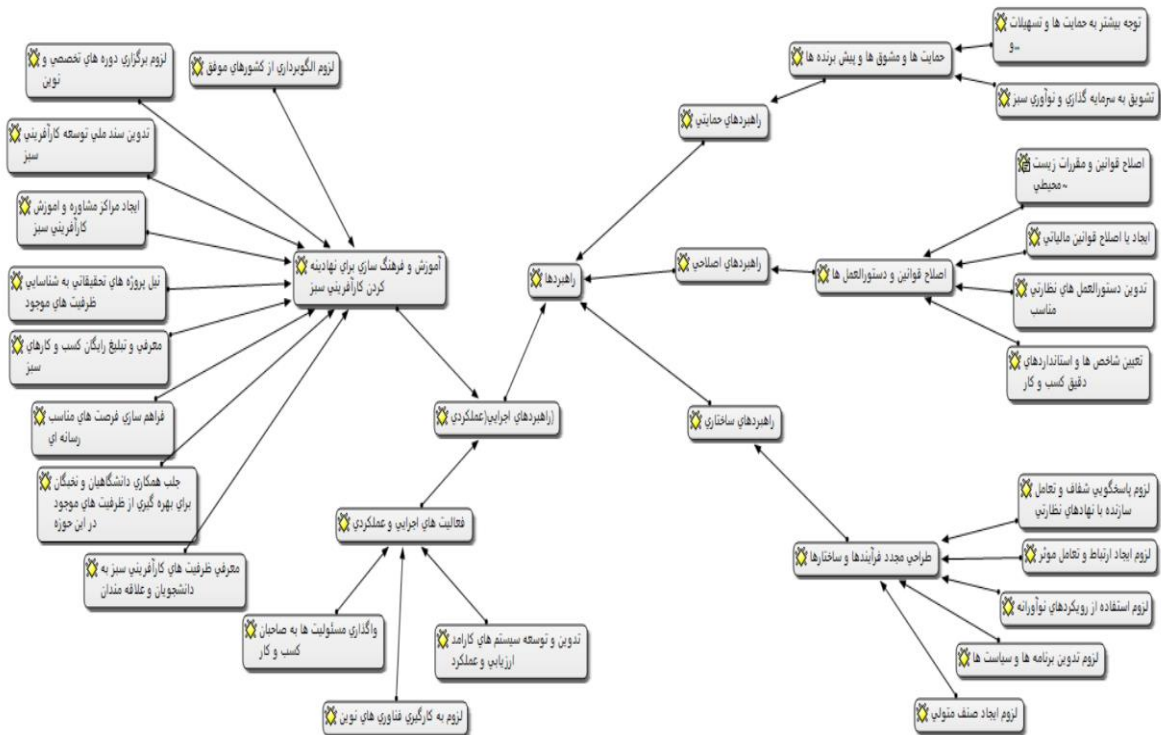 توجه بیشتر به حمایت ها و تسهیلات
و...
حمایت ها و مشوق ها و پیش برنده ها
تشویق به سرمایه گذاری و نوآوری سبز
راهبردهای حمایتی
اصلاح قوانین و مقررات زیست
محیطی~
ایجاد یا اصلاح قوانین مالیاتی
اصلاح قوانین و دستورالعمل ها
تدوین دستورالعمل های نظارتی
مناسب
تعیین شاخص ها و استانداردهای
دقیق کسب و کار
راهبردهای اصلاحی
راهبردها
راهبردهای ساختاری
لزوم پاسخگویی شفاف و تعامل
سازنده با نهادهای نظارتی
طراحی مجدد فرآیندها و ساختارها
لزوم ایجاد ارتباط و تعامل موثر
لزوم استفاده از رویکردهای نوآورانه
لزوم تدوین برنامه ها و سیاست ها
لزوم ایجاد صنف متولی
لزوم الگوبرداری از کشورهای موفق
لزوم برگزاری دوره های تخصصی و
نوین
تدوین سند ملی توسعه کارآفرینی
سبز
ایجاد مراکز مشاوره و اموزش
کارآفرینی سبز
آموزش و فرهنگ سازی برای نهادینه
کردن کارآفرینی سبز
نیل پروژه های تحقیقاتی به شناسایی
ظرفیت های موجود
معرفی و تبلیغ رایگان کسب و کارهای
سبز
فراهم سازی فرصت های مناسب
رسانه ای
جلب همکاری دانشگاهیان و نخبگان
برای بهره گیری از ظرفیت های موجود
در این حوزه
معرفی ظرفیت های کارآفرینی سبز به
دانشجویان و علاقه مندان
(راهبردهای اجرایی(عملکردی
فعالیت های اجرایی و عملکردی
واگذاری مسئولیت ها به صاحبان
کسب و کار
تدوین و توسعه سیستم های کارامد
ارزیابی و عملکرد
لزوم به کارگیری فناوری های نوین